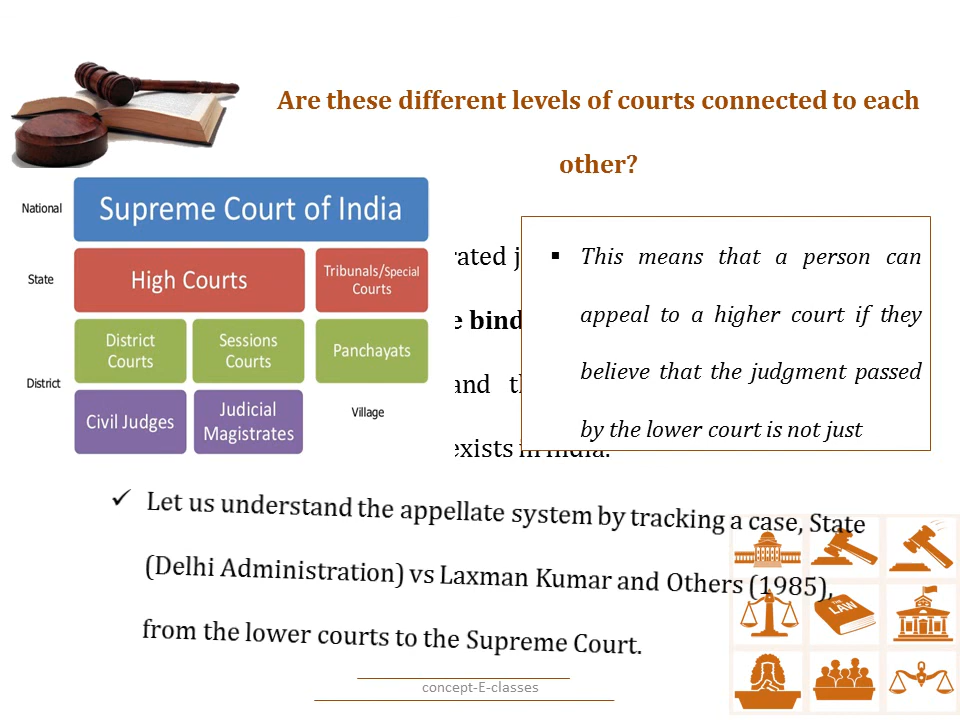 Are these different levels of courts connected to each
other?
National
Supreme Court of India
State
High Courts
Tribunals/Special
Courts
District
Courts
Sessions
Courts
Panchayats
District
Civil Judges
Judicial
Magistrates
Village
▪ This means that a person can
appeal to a higher court if they
believe that the judgment passed
by the lower court is not just
exists in India.
✓ Let us understand the appellate system by tracking a case, State
(Delhi Administration) vs Laxman Kumar and Others (1985),
from the lower courts to the Supreme Court.
THE
LAW
concept-E-classes